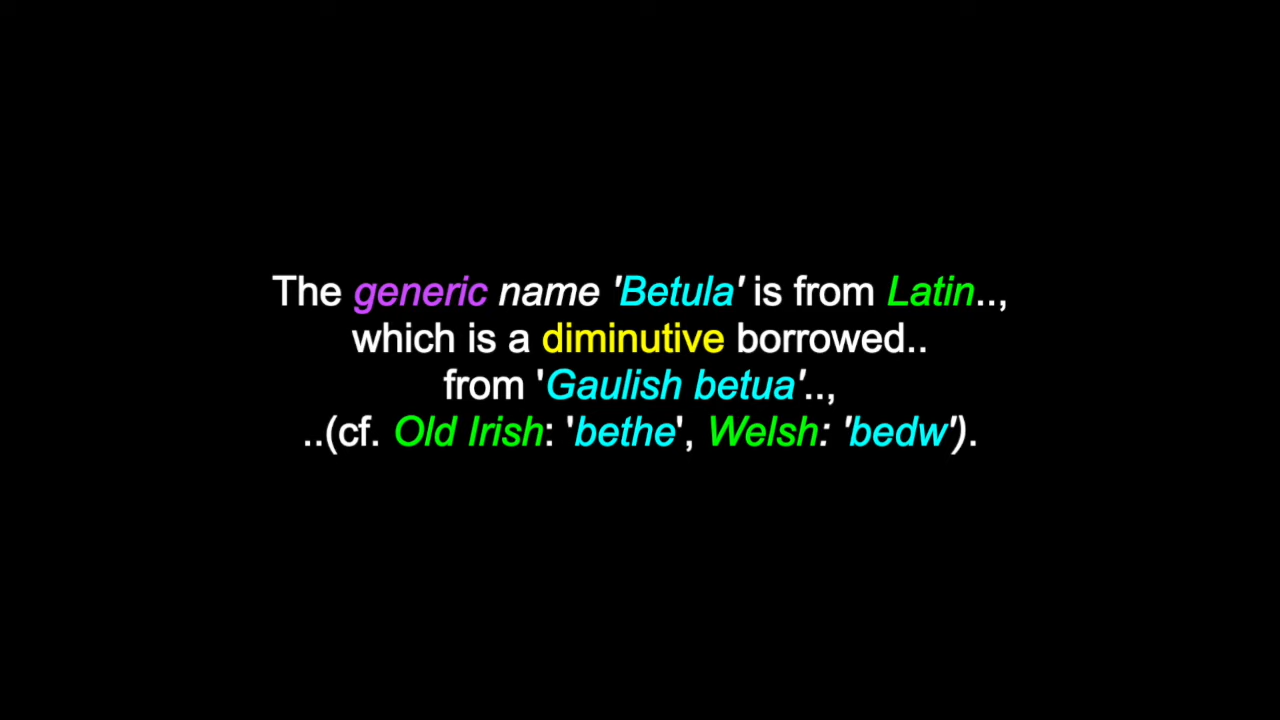 The generic name 'Betula' is from Latin..,
which is a diminutive borrowed..
from 'Gaulish betua'..,
..(cf. Old Irish: 'bethe', Welsh: 'bedw').